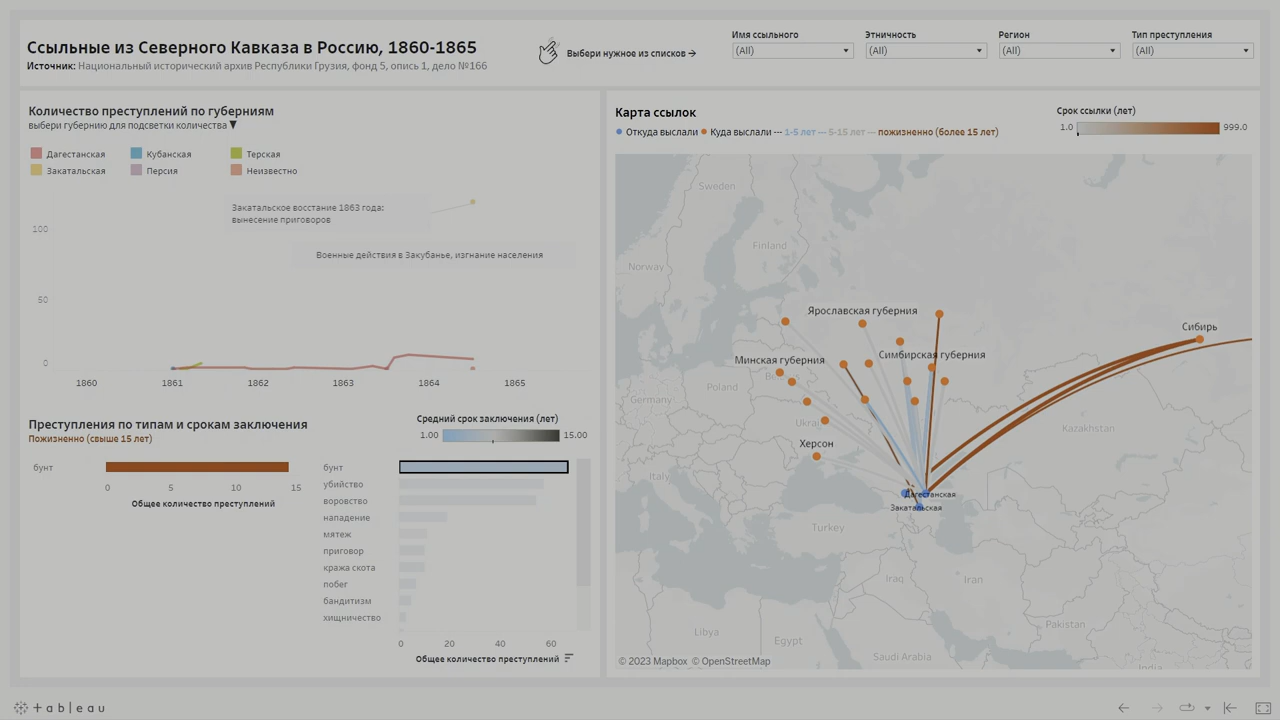 Ссыльные из Северного Кавказа в Россию, 1860-1865
Источник: Национальный исторический архив Республики Грузия, фонд 5, опись 1, дело №166
Выбери нужное из списков →
Имя ссыльного
(All)
Этничность
(All)
Регион
(All)
Тип преступления
(All)
Количество преступлений по губерниям
выбери губернию для подсветки количества ▼
Дагестанская
Кубанская
Терская
Закатальская
Персия
Неизвестно
Закатальское восстание 1863 года:
вынесение приговоров
Военные действия в Закубанье, изгнание населения
100
50
0
1860 1861 1862 1863 1864 1865
Преступления по типам и срокам заключения
Пожизненно (свыше 15 лет)
Средний срок заключения (лет)
1.00 15.00
бунт
0 5 10 15
Общее количество преступлений
бунт
убийство
воровство
нападение
мятеж
приговор
кража скота
побег
бандитизм
хищничество
0 20 40 60
Общее количество преступлений
Карта ссылок
Откуда выслали Куда выслали --- 1-5 лет — 5-15 лет --- пожизненно (более 15 лет)
Срок ссылки (лет)
1.0 999.0
Sweden
Finland
Norway
Ярославская губерния
Сибирь
Минская губерния
Симбирская губерния
Poland
Germany
Ukrai
Kazakhstan
Херсон
Italy
Дагестанская
Закатальская
Turkey
Iraq
Iran
Pakistan
Libya
Egypt
Saudi Arabia
India
© 2023 Mapbox © OpenStreetMap
+ a b l e a u